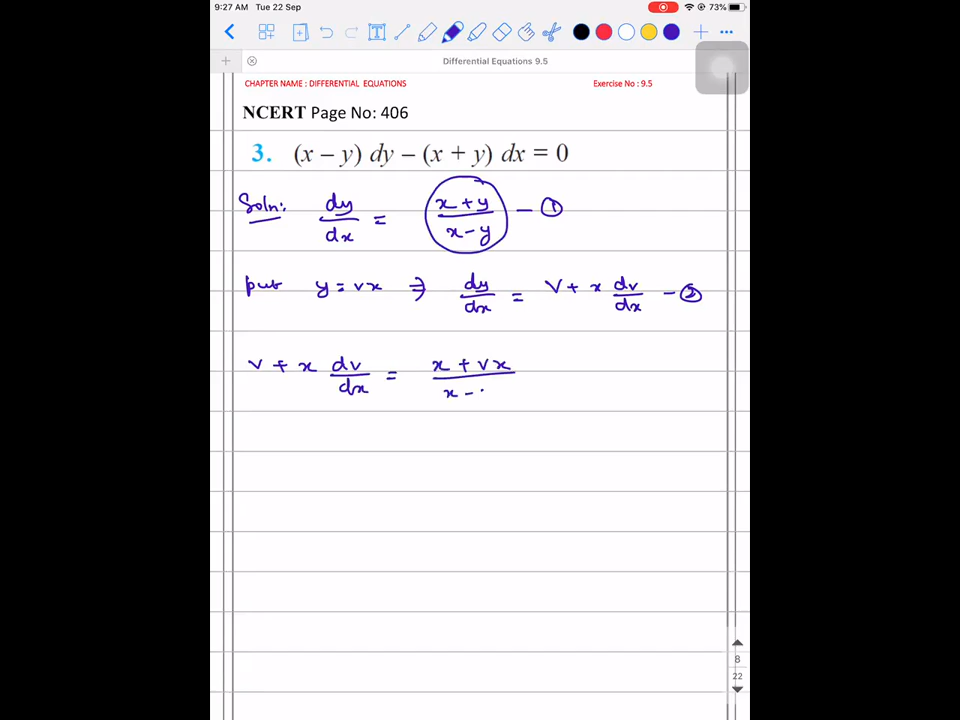 9:27 AM Tue 22 Sep 73%
Differential Equations 9.5
CHAPTER NAME : DIFFERENTIAL EQUATIONS Exercise No : 9.5
NCERT Page No: 406
3. (x – y) dy – (x + y) dx = 0
Soln: dy/dx = (x+y)/(x-y) — ①
put y = vx ⇒ dy/dx = v + x dv/dx — ②
v + x dv/dx = (x + vx)/(x -
8
22